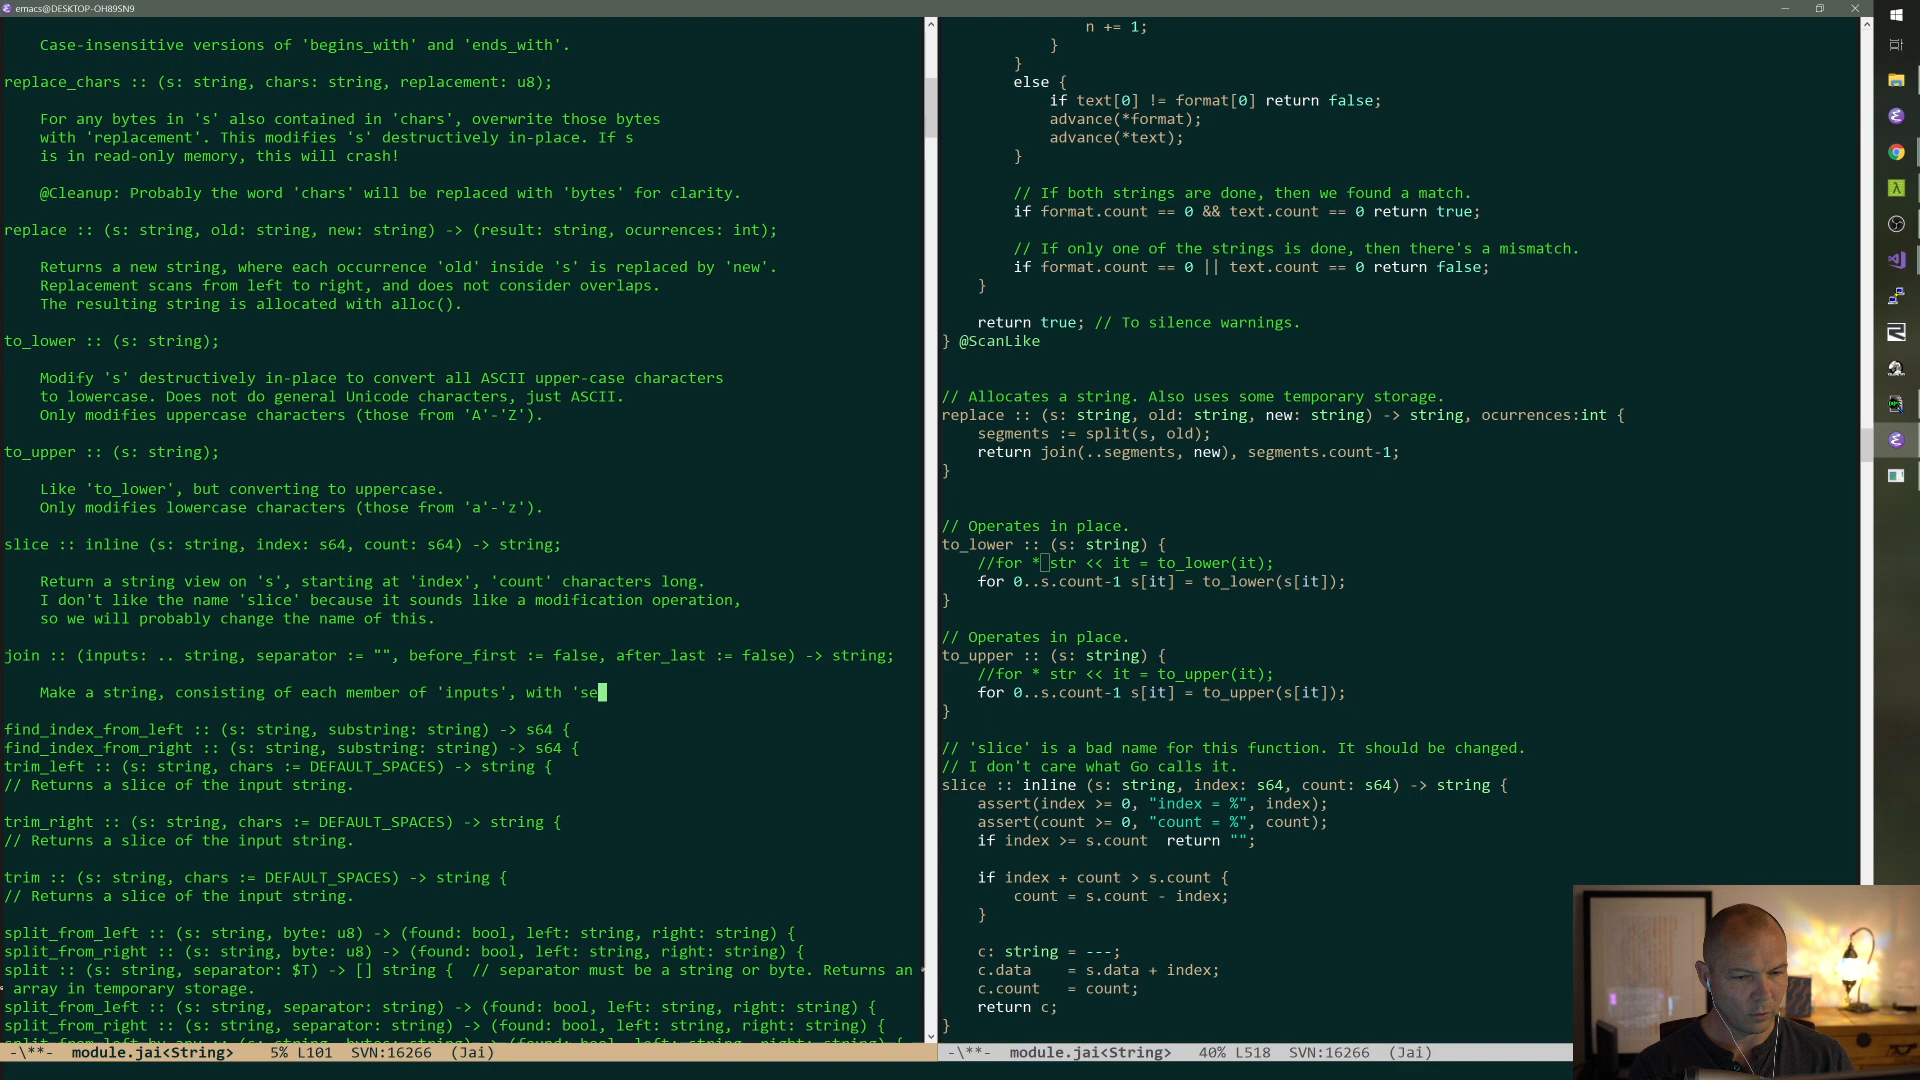 emacs@DESKTOP-OH89SN9
    Case-insensitive versions of 'begins_with' and 'ends_with'.
replace_chars :: (s: string, chars: string, replacement: u8);
    For any bytes in 's' also contained in 'chars', overwrite those bytes
    with 'replacement'. This modifies 's' destructively in-place. If s
    is in read-only memory, this will crash!
    @Cleanup: Probably the word 'chars' will be replaced with 'bytes' for clarity.
replace :: (s: string, old: string, new: string) -> (result: string, ocurrences: int);
    Returns a new string, where each occurrence 'old' inside 's' is replaced by 'new'.
    Replacement scans from left to right, and does not consider overlaps.
    The resulting string is allocated with alloc().
to_lower :: (s: string);
    Modify 's' destructively in-place to convert all ASCII upper-case characters
    to lowercase. Does not do general Unicode characters, just ASCII.
    Only modifies uppercase characters (those from 'A'-'Z').
to_upper :: (s: string);
    Like 'to_lower', but converting to uppercase.
    Only modifies lowercase characters (those from 'a'-'z').
slice :: inline (s: string, index: s64, count: s64) -> string;
    Return a string view on 's', starting at 'index', 'count' characters long.
    I don't like the name 'slice' because it sounds like a modification operation,
    so we will probably change the name of this.
join :: (inputs: .. string, separator := "", before_first := false, after_last := false) -> string;
    Make a string, consisting of each member of 'inputs', with 'se
find_index_from_left :: (s: string, substring: string) -> s64 {
find_index_from_right :: (s: string, substring: string) -> s64 {
trim_left :: (s: string, chars := DEFAULT_SPACES) -> string {
// Returns a slice of the input string.
trim_right :: (s: string, chars := DEFAULT_SPACES) -> string {
// Returns a slice of the input string.
trim :: (s: string, chars := DEFAULT_SPACES) -> string {
// Returns a slice of the input string.
split_from_left :: (s: string, byte: u8) -> (found: bool, left: string, right: string) {
split_from_right :: (s: string, byte: u8) -> (found: bool, left: string, right: string) {
split :: (s: string, separator: $T) -> [] string {  // separator must be a string or byte. Returns an
 array in temporary storage.
split_from_left :: (s: string, separator: string) -> (found: bool, left: string, right: string) {
split_from_right :: (s: string, separator: string) -> (found: bool, left: string, right: string) {
-\**-  module.jai<String>    5% L101  SVN:16266  (Jai)
                n += 1;
            }
        }
        else {
            if text[0] != format[0] return false;
            advance(*format);
            advance(*text);
        }
        // If both strings are done, then we found a match.
        if format.count == 0 && text.count == 0 return true;
        // If only one of the strings is done, then there's a mismatch.
        if format.count == 0 || text.count == 0 return false;
    }
    return true; // To silence warnings.
} @ScanLike
// Allocates a string. Also uses some temporary storage.
replace :: (s: string, old: string, new: string) -> string, ocurrences:int {
    segments := split(s, old);
    return join(..segments, new), segments.count-1;
}
// Operates in place.
to_lower :: (s: string) {
    //for * str << it = to_lower(it);
    for 0..s.count-1 s[it] = to_lower(s[it]);
}
// Operates in place.
to_upper :: (s: string) {
    //for * str << it = to_upper(it);
    for 0..s.count-1 s[it] = to_upper(s[it]);
}
// 'slice' is a bad name for this function. It should be changed.
// I don't care what Go calls it.
slice :: inline (s: string, index: s64, count: s64) -> string {
    assert(index >= 0, "index = %", index);
    assert(count >= 0, "count = %", count);
    if index >= s.count  return "";
    if index + count > s.count {
        count = s.count - index;
    }
    c: string = ---;
    c.data    = s.data + index;
    c.count   = count;
    return c;
}
-\**-  module.jai<String>   40% L518  SVN:16266  (Jai)